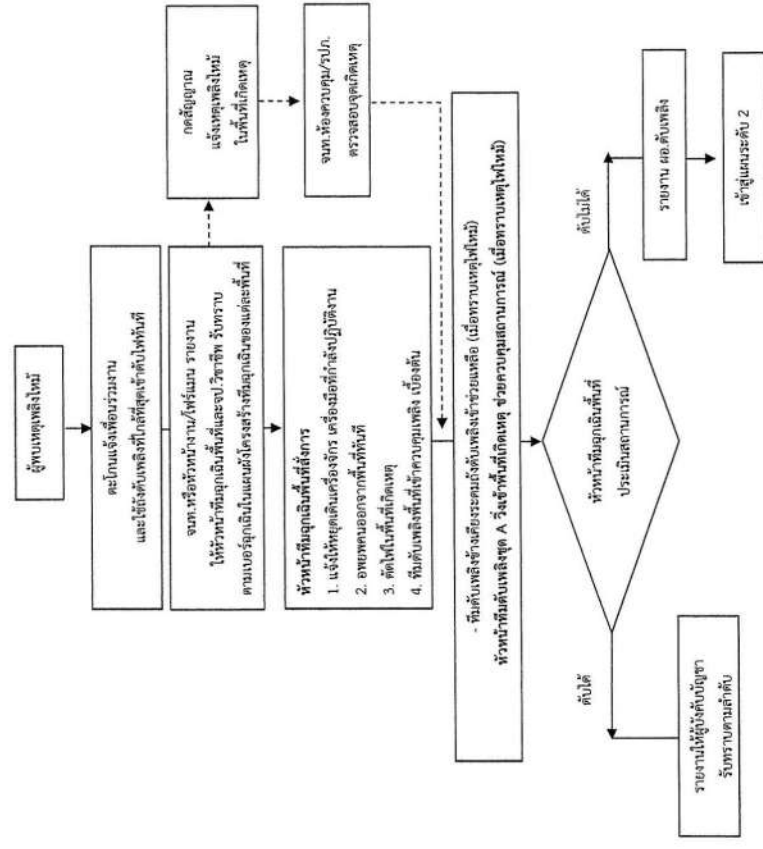 ผู้พบเหตุเพลิงไหม้
ตะโกนแจ้งเพื่อนร่วมงาน
และใช้ถังดับเพลิงที่ใกล้ที่สุดเข้าดับไฟทันที
จนท.หรือหัวหน้างาน/โฟร์แมน รายงาน
ให้หัวหน้าทีมฉุกเฉินพื้นที่และจป.วิชาชีพ รับทราบ
ตามเบอร์ฉุกเฉินในแผนผังโครงสร้างทีมฉุกเฉินของแต่ละพื้นที่
กดสัญญาณ
แจ้งเหตุเพลิงไหม้
ในพื้นที่เกิดเหตุ
จนท.ห้องควบคุม/รปภ.
ตรวจสอบจุดเกิดเหตุ
หัวหน้าทีมฉุกเฉินพื้นที่สั่งการ
1. แจ้งให้หยุดเดินเครื่องจักร เครื่องมือที่กำลังปฏิบัติงาน
2. อพยพคนออกจากพื้นที่ทันที
3. ตัดไฟในพื้นที่เกิดเหตุ
4. ทีมดับเพลิงพื้นที่เข้าควบคุมเพลิง เบื้องต้น
- ทีมดับเพลิงข้างเคียงระดมถังดับเพลิงเข้าช่วยเหลือ (เมื่อทราบเหตุไฟไหม้)
หัวหน้าทีมดับเพลิงชุด A วิ่งเข้าพื้นที่เกิดเหตุ ช่วยควบคุมสถานการณ์ (เมื่อทราบเหตุไฟไหม้)
หัวหน้าทีมฉุกเฉินพื้นที่
ประเมินสถานการณ์
ดับได้
รายงานให้ผู้บังคับบัญชา
รับทราบตามลำดับ
ดับไม่ได้
รายงาน ผอ.ดับเพลิง
เข้าสู่แผนระดับ 2